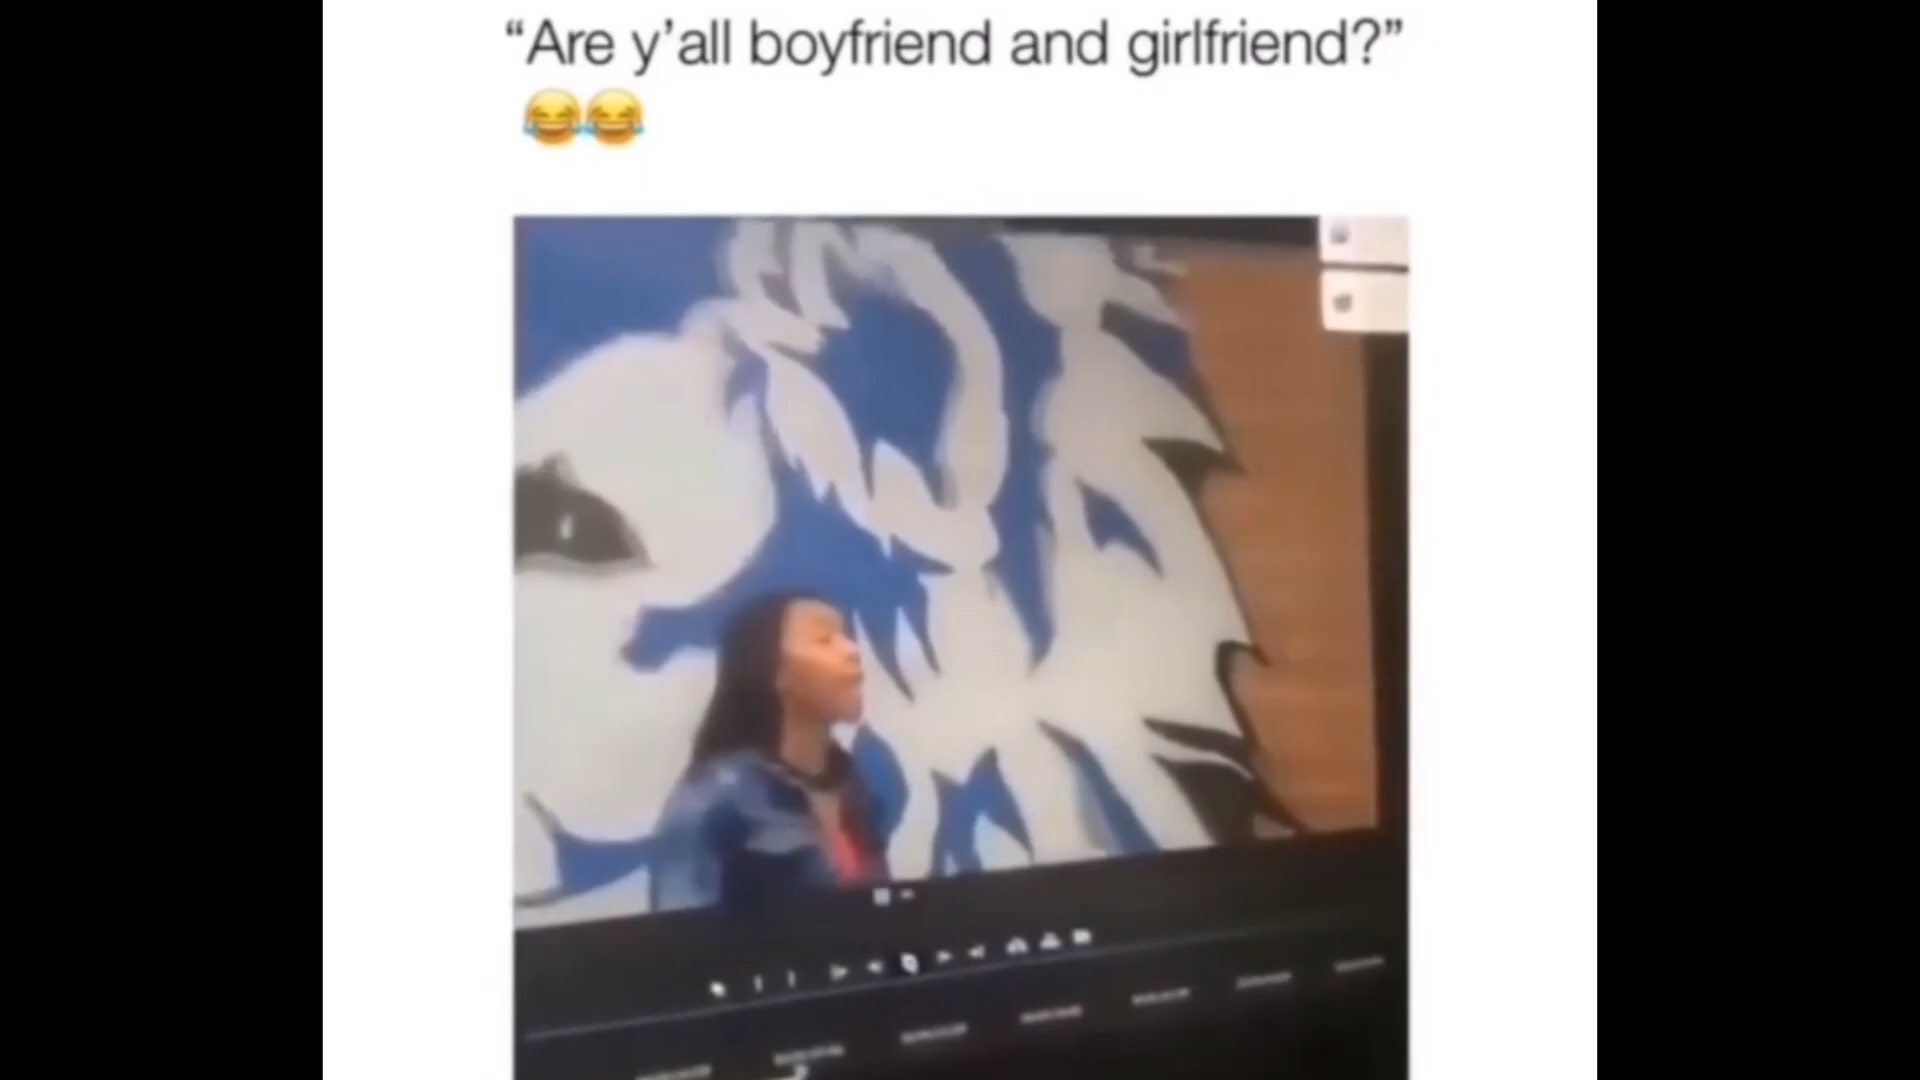 “Are y’all boyfriend and girlfriend?”
😂😂